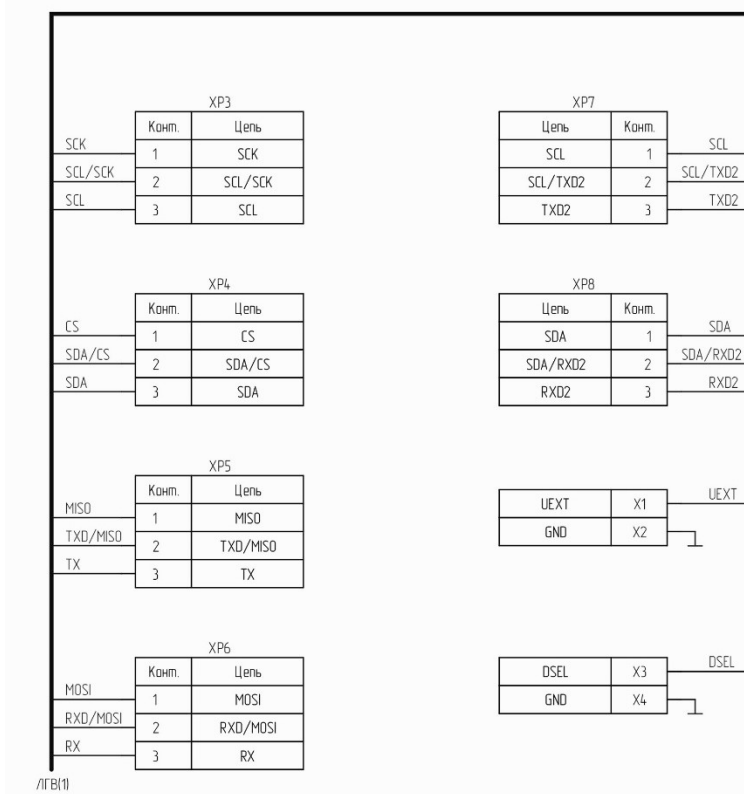 XP3
Конт. Цепь
SCK 1 SCK
SCL/SCK 2 SCL/SCK
SCL 3 SCL
XP4
Конт. Цепь
CS 1 CS
SDA/CS 2 SDA/CS
SDA 3 SDA
XP5
Конт. Цепь
MISO 1 MISO
TXD/MISO 2 TXD/MISO
TX 3 TX
XP6
Конт. Цепь
MOSI 1 MOSI
RXD/MOSI 2 RXD/MOSI
RX 3 RX
ЛГВ(1)
XP7
Цепь Конт.
SCL 1 SCL
SCL/TXD2 2 SCL/TXD2
TXD2 3 TXD2
XP8
Цепь Конт.
SDA 1 SDA
SDA/RXD2 2 SDA/RXD2
RXD2 3 RXD2
UEXT X1 UEXT
GND X2
DSEL X3 DSEL
GND X4